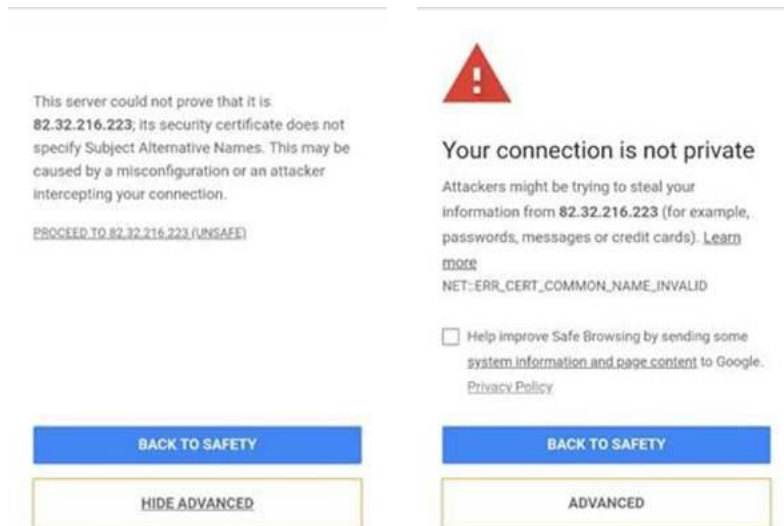 This server could not prove that it is
82.32.216.223; its security certificate does not
specify Subject Alternative Names. This may be
caused by a misconfiguration or an attacker
intercepting your connection.
PROCEED TO 82.32.216.223 (UNSAFE)
BACK TO SAFETY
HIDE ADVANCED
Your connection is not private
Attackers might be trying to steal your
information from 82.32.216.223 (for example,
passwords, messages or credit cards). Learn
more
NET::ERR_CERT_COMMON_NAME_INVALID
Help improve Safe Browsing by sending some
system information and page content to Google.
Privacy Policy
BACK TO SAFETY
ADVANCED